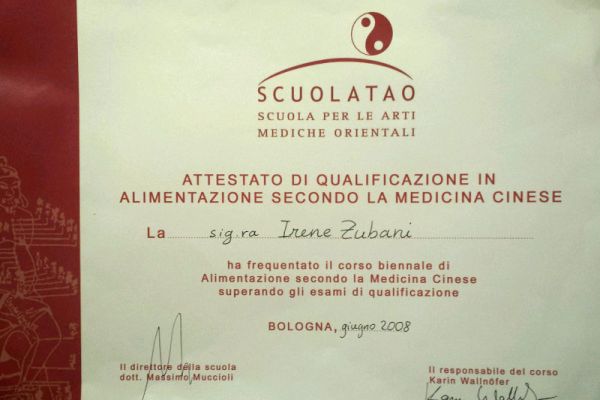 SCUOLATAO
SCUOLA PER LE ARTI
MEDICHE ORIENTALI
ATTESTATO DI QUALIFICAZIONE IN
ALIMENTAZIONE SECONDO LA MEDICINA CINESE
La sig.ra Irene Zubani
ha frequentato il corso biennale di
Alimentazione secondo la Medicina Cinese
superando gli esami di qualificazione
BOLOGNA, giugno 2008
Il direttore della scuola
dott. Massimo Muccioli
Il responsabile del corso
Karin Wallnöfer